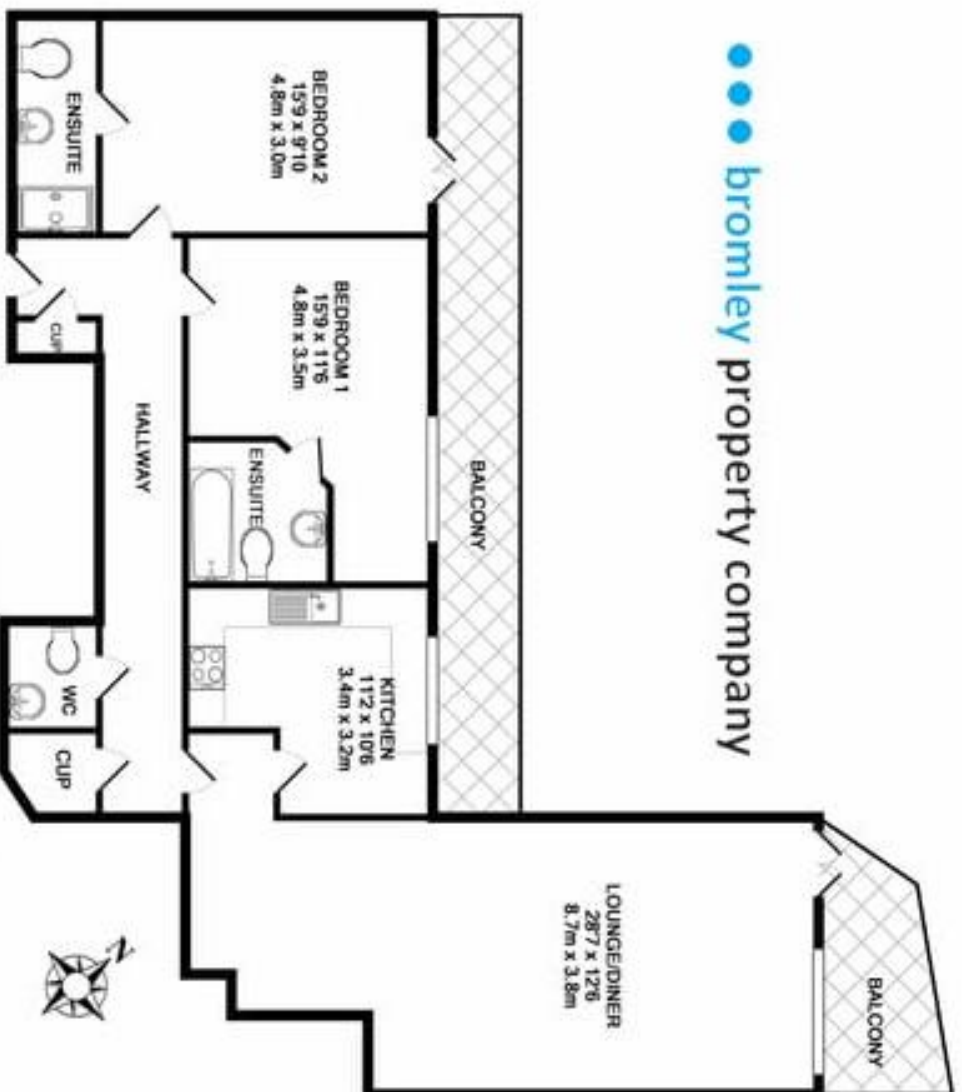 bromley property company
BALCONY
BALCONY
BEDROOM 2
15'9 x 9'10
4.8m x 3.0m
BEDROOM 1
15'9 x 11'6
4.8m x 3.5m
KITCHEN
11'2 x 10'6
3.4m x 3.2m
LOUNGE/DINER
28'7 x 12'6
8.7m x 3.8m
ENSUITE
ENSUITE
CUP
HALLWAY
WC
CUP
N